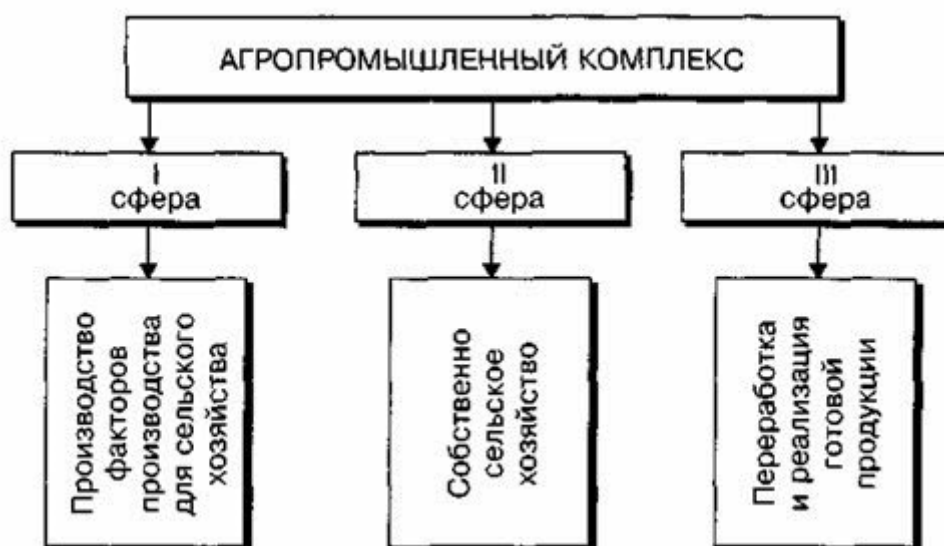 АГРОПРОМЫШЛЕННЫЙ КОМПЛЕКС
I
сфера
II
сфера
III
сфера
Производство
факторов
производства
для сельского
хозяйства
Собственно
сельское
хозяйство
Переработка
и реализация
готовой
продукции